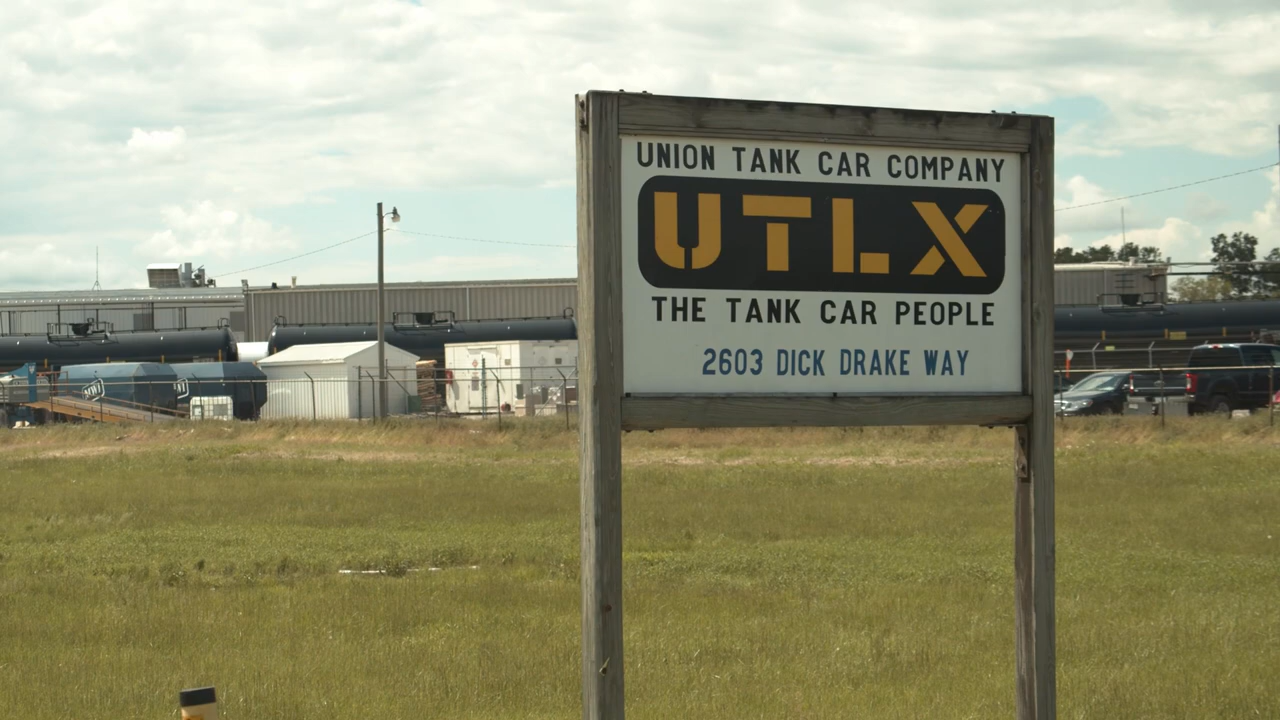 UNION TANK CAR COMPANY
UTLX
THE TANK CAR PEOPLE
2603 DICK DRAKE WAY